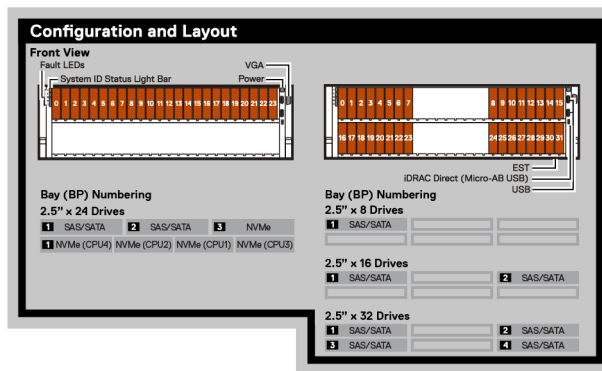 Configuration and Layout
Front View
Fault LEDs
System ID Status Light Bar
VGA
Power
0 1 2 3 4 5 6 7 8 9 10 11 12 13 14 15 16 17 18 19 20 21 22 23
0 1 2 3 4 5 6 7 8 9 10 11 12 13 14 15
16 17 18 19 20 21 22 23 24 25 26 27 28 29 30 31
EST
iDRAC Direct (Micro-AB USB)
USB
Bay (BP) Numbering
2.5” x 24 Drives
1 SAS/SATA 2 SAS/SATA 3 NVMe
1 NVMe (CPU4) NVMe (CPU2) NVMe (CPU1) NVMe (CPU3)
Bay (BP) Numbering
2.5” x 8 Drives
1 SAS/SATA
2.5” x 16 Drives
1 SAS/SATA 2 SAS/SATA
2.5” x 32 Drives
1 SAS/SATA 2 SAS/SATA
3 SAS/SATA 4 SAS/SATA